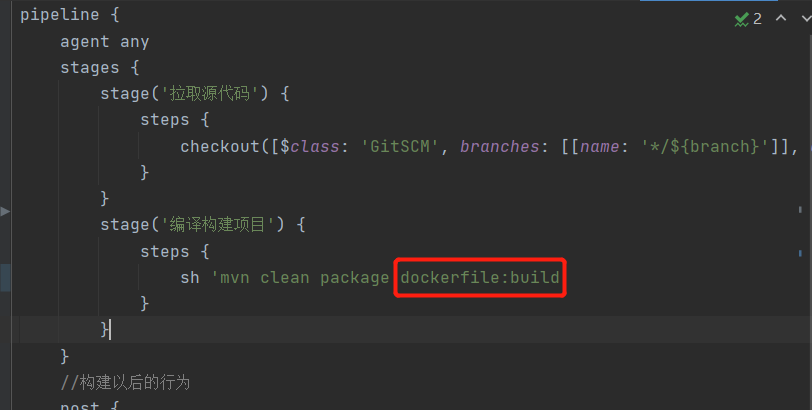 pipeline {
2
agent any
stages {
stage('拉取源代码') {
steps {
checkout([$class: 'GitSCM', branches: [[name: '*/${branch}']],
}
}
stage('编译构建项目') {
steps {
sh 'mvn clean package dockerfile:build
}
}
}
//构建以后的行为
post {